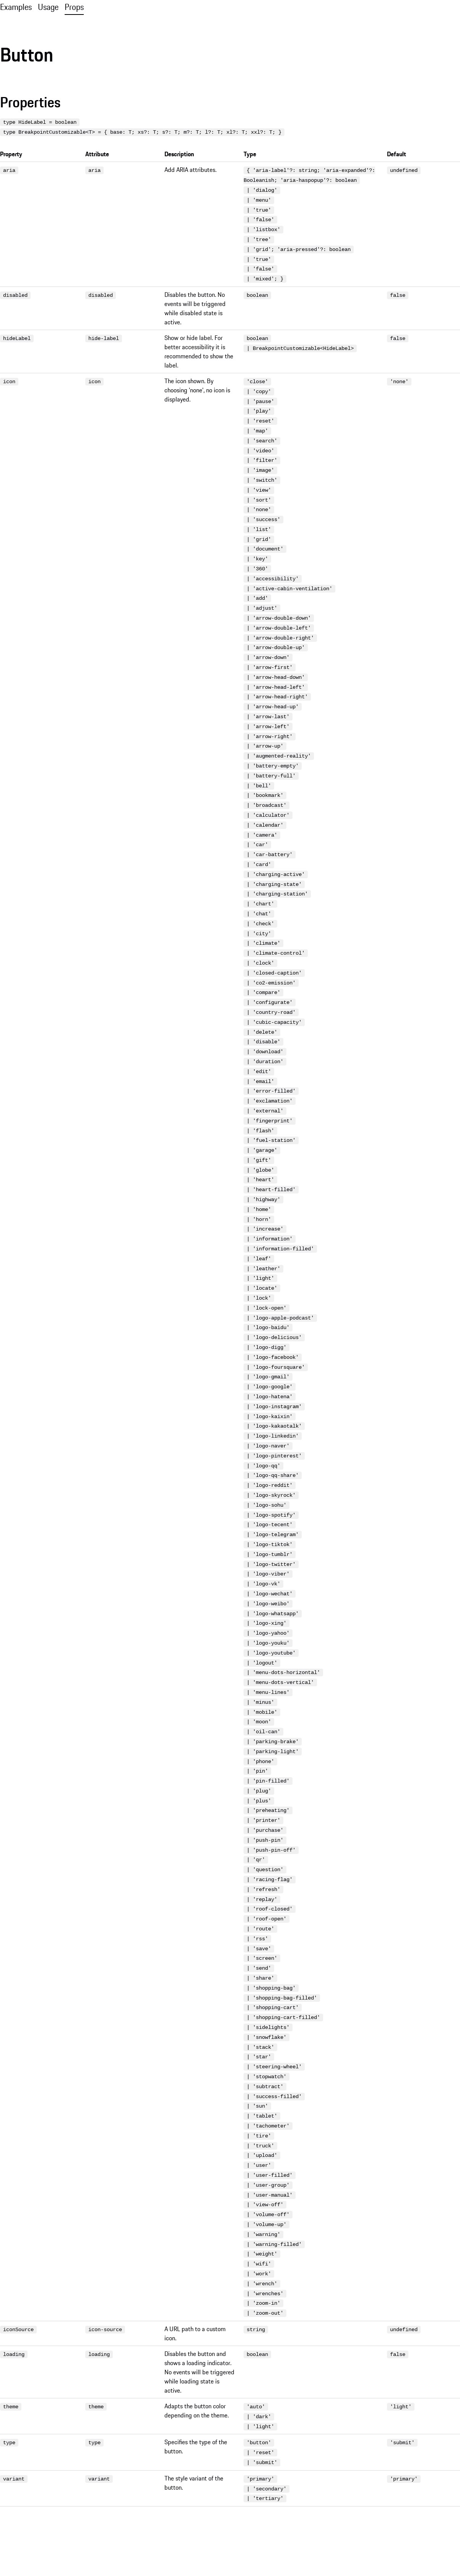 Examples Usage Props
Button
Properties
type HideLabel = boolean
type BreakpointCustomizable<T> = { base: T; xs?: T; s?: T; m?: T; l?: T; xl?: T; xxl?: T; }
Property Attribute Description Type Default
aria aria Add ARIA attributes. { 'aria-label'?: string; 'aria-expanded'?: undefined
Booleanish; 'aria-haspopup'?: boolean
| 'dialog'
| 'menu'
| 'true'
| 'false'
| 'listbox'
| 'tree'
| 'grid'; 'aria-pressed'?: boolean
| 'true'
| 'false'
| 'mixed'; }
disabled disabled Disables the button. No boolean false
events will be triggered
while disabled state is
active.
hideLabel hide-label Show or hide label. For boolean false
better accessibility it is | BreakpointCustomizable<HideLabel>
recommended to show the
label.
icon icon The icon shown. By 'close' 'none'
choosing 'none', no icon is | 'copy'
displayed. | 'pause'
| 'play'
| 'reset'
| 'map'
| 'search'
| 'video'
| 'filter'
| 'image'
| 'switch'
| 'view'
| 'sort'
| 'none'
| 'success'
| 'list'
| 'grid'
| 'document'
| 'key'
| '360'
| 'accessibility'
| 'active-cabin-ventilation'
| 'add'
| 'adjust'
| 'arrow-double-down'
| 'arrow-double-left'
| 'arrow-double-right'
| 'arrow-double-up'
| 'arrow-down'
| 'arrow-first'
| 'arrow-head-down'
| 'arrow-head-left'
| 'arrow-head-right'
| 'arrow-head-up'
| 'arrow-last'
| 'arrow-left'
| 'arrow-right'
| 'arrow-up'
| 'augmented-reality'
| 'battery-empty'
| 'battery-full'
| 'bell'
| 'bookmark'
| 'broadcast'
| 'calculator'
| 'calendar'
| 'camera'
| 'car'
| 'car-battery'
| 'card'
| 'charging-active'
| 'charging-state'
| 'charging-station'
| 'chart'
| 'chat'
| 'check'
| 'city'
| 'climate'
| 'climate-control'
| 'clock'
| 'closed-caption'
| 'co2-emission'
| 'compare'
| 'configurate'
| 'country-road'
| 'cubic-capacity'
| 'delete'
| 'disable'
| 'download'
| 'duration'
| 'edit'
| 'email'
| 'error-filled'
| 'exclamation'
| 'external'
| 'fingerprint'
| 'flash'
| 'fuel-station'
| 'garage'
| 'gift'
| 'globe'
| 'heart'
| 'heart-filled'
| 'highway'
| 'home'
| 'horn'
| 'increase'
| 'information'
| 'information-filled'
| 'leaf'
| 'leather'
| 'light'
| 'locate'
| 'lock'
| 'lock-open'
| 'logo-apple-podcast'
| 'logo-baidu'
| 'logo-delicious'
| 'logo-digg'
| 'logo-facebook'
| 'logo-foursquare'
| 'logo-gmail'
| 'logo-google'
| 'logo-hatena'
| 'logo-instagram'
| 'logo-kaixin'
| 'logo-kakaotalk'
| 'logo-linkedin'
| 'logo-naver'
| 'logo-pinterest'
| 'logo-qq'
| 'logo-qq-share'
| 'logo-reddit'
| 'logo-skyrock'
| 'logo-sohu'
| 'logo-spotify'
| 'logo-tecent'
| 'logo-telegram'
| 'logo-tiktok'
| 'logo-tumblr'
| 'logo-twitter'
| 'logo-viber'
| 'logo-vk'
| 'logo-wechat'
| 'logo-weibo'
| 'logo-whatsapp'
| 'logo-xing'
| 'logo-yahoo'
| 'logo-youku'
| 'logo-youtube'
| 'logout'
| 'menu-dots-horizontal'
| 'menu-dots-vertical'
| 'menu-lines'
| 'minus'
| 'mobile'
| 'moon'
| 'oil-can'
| 'parking-brake'
| 'parking-light'
| 'phone'
| 'pin'
| 'pin-filled'
| 'plug'
| 'plus'
| 'preheating'
| 'printer'
| 'purchase'
| 'push-pin'
| 'push-pin-off'
| 'qr'
| 'question'
| 'racing-flag'
| 'refresh'
| 'replay'
| 'roof-closed'
| 'roof-open'
| 'route'
| 'rss'
| 'save'
| 'screen'
| 'send'
| 'share'
| 'shopping-bag'
| 'shopping-bag-filled'
| 'shopping-cart'
| 'shopping-cart-filled'
| 'sidelights'
| 'snowflake'
| 'stack'
| 'star'
| 'steering-wheel'
| 'stopwatch'
| 'subtract'
| 'success-filled'
| 'sun'
| 'tablet'
| 'tachometer'
| 'tire'
| 'truck'
| 'upload'
| 'user'
| 'user-filled'
| 'user-group'
| 'user-manual'
| 'view-off'
| 'volume-off'
| 'volume-up'
| 'warning'
| 'warning-filled'
| 'weight'
| 'wifi'
| 'work'
| 'wrench'
| 'wrenches'
| 'zoom-in'
| 'zoom-out'
iconSource icon-source A URL path to a custom string undefined
icon.
loading loading Disables the button and boolean false
shows a loading indicator.
No events will be triggered
while loading state is
active.
theme theme Adapts the button color 'auto' 'light'
depending on the theme. | 'dark'
| 'light'
type type Specifies the type of the 'button' 'submit'
button. | 'reset'
| 'submit'
variant variant The style variant of the 'primary' 'primary'
button. | 'secondary'
| 'tertiary'